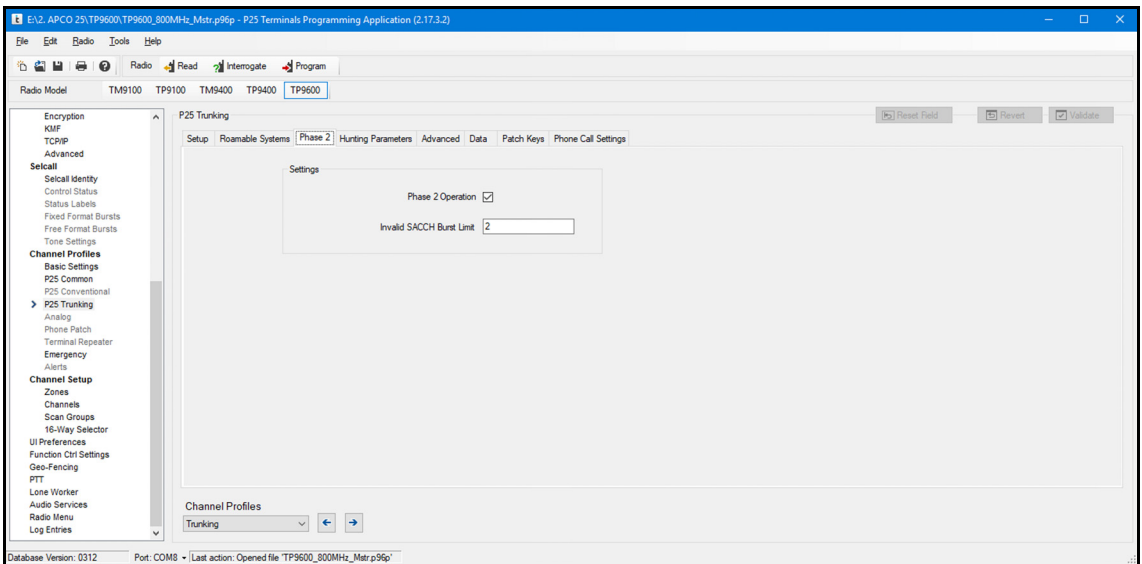 E:\2. APCO 25\TP9600\TP9600_800MHz_Mstr.p96p - P25 Terminals Programming Application (2.17.3.2)
File Edit Radio Tools Help
Radio Read Interrogate Program
Radio Model TM9100 TP9100 TM9400 TP9400 TP9600
Encryption
KMF
TCP/IP
Advanced
Selcall
Selcall Identity
Control Status
Status Labels
Fixed Format Bursts
Free Format Bursts
Tone Settings
Channel Profiles
Basic Settings
P25 Common
P25 Conventional
P25 Trunking
Analog
Phone Patch
Terminal Repeater
Emergency
Alerts
Channel Setup
Zones
Channels
Scan Groups
16-Way Selector
UI Preferences
Function Ctrl Settings
Geo-Fencing
PTT
Lone Worker
Audio Services
Radio Menu
Log Entries
P25 Trunking
Reset Field Revert Validate
Setup Roamable Systems Phase 2 Hunting Parameters Advanced Data Patch Keys Phone Call Settings
Settings
Phase 2 Operation
Invalid SACCH Burst Limit 2
Channel Profiles
Trunking
Database Version: 0312 Port: COM8 Last action: Opened file 'TP9600_800MHz_Mstr.p96p'